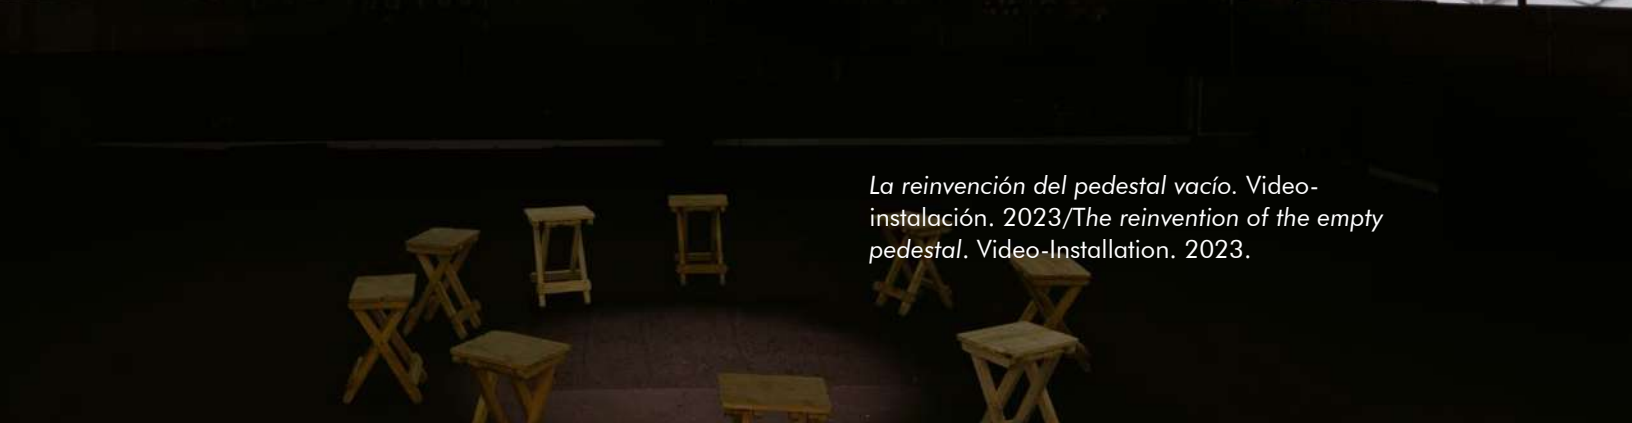 La reinvención del pedestal vacío. Video-
instalación. 2023/The reinvention of the empty
pedestal. Video-Installation. 2023.